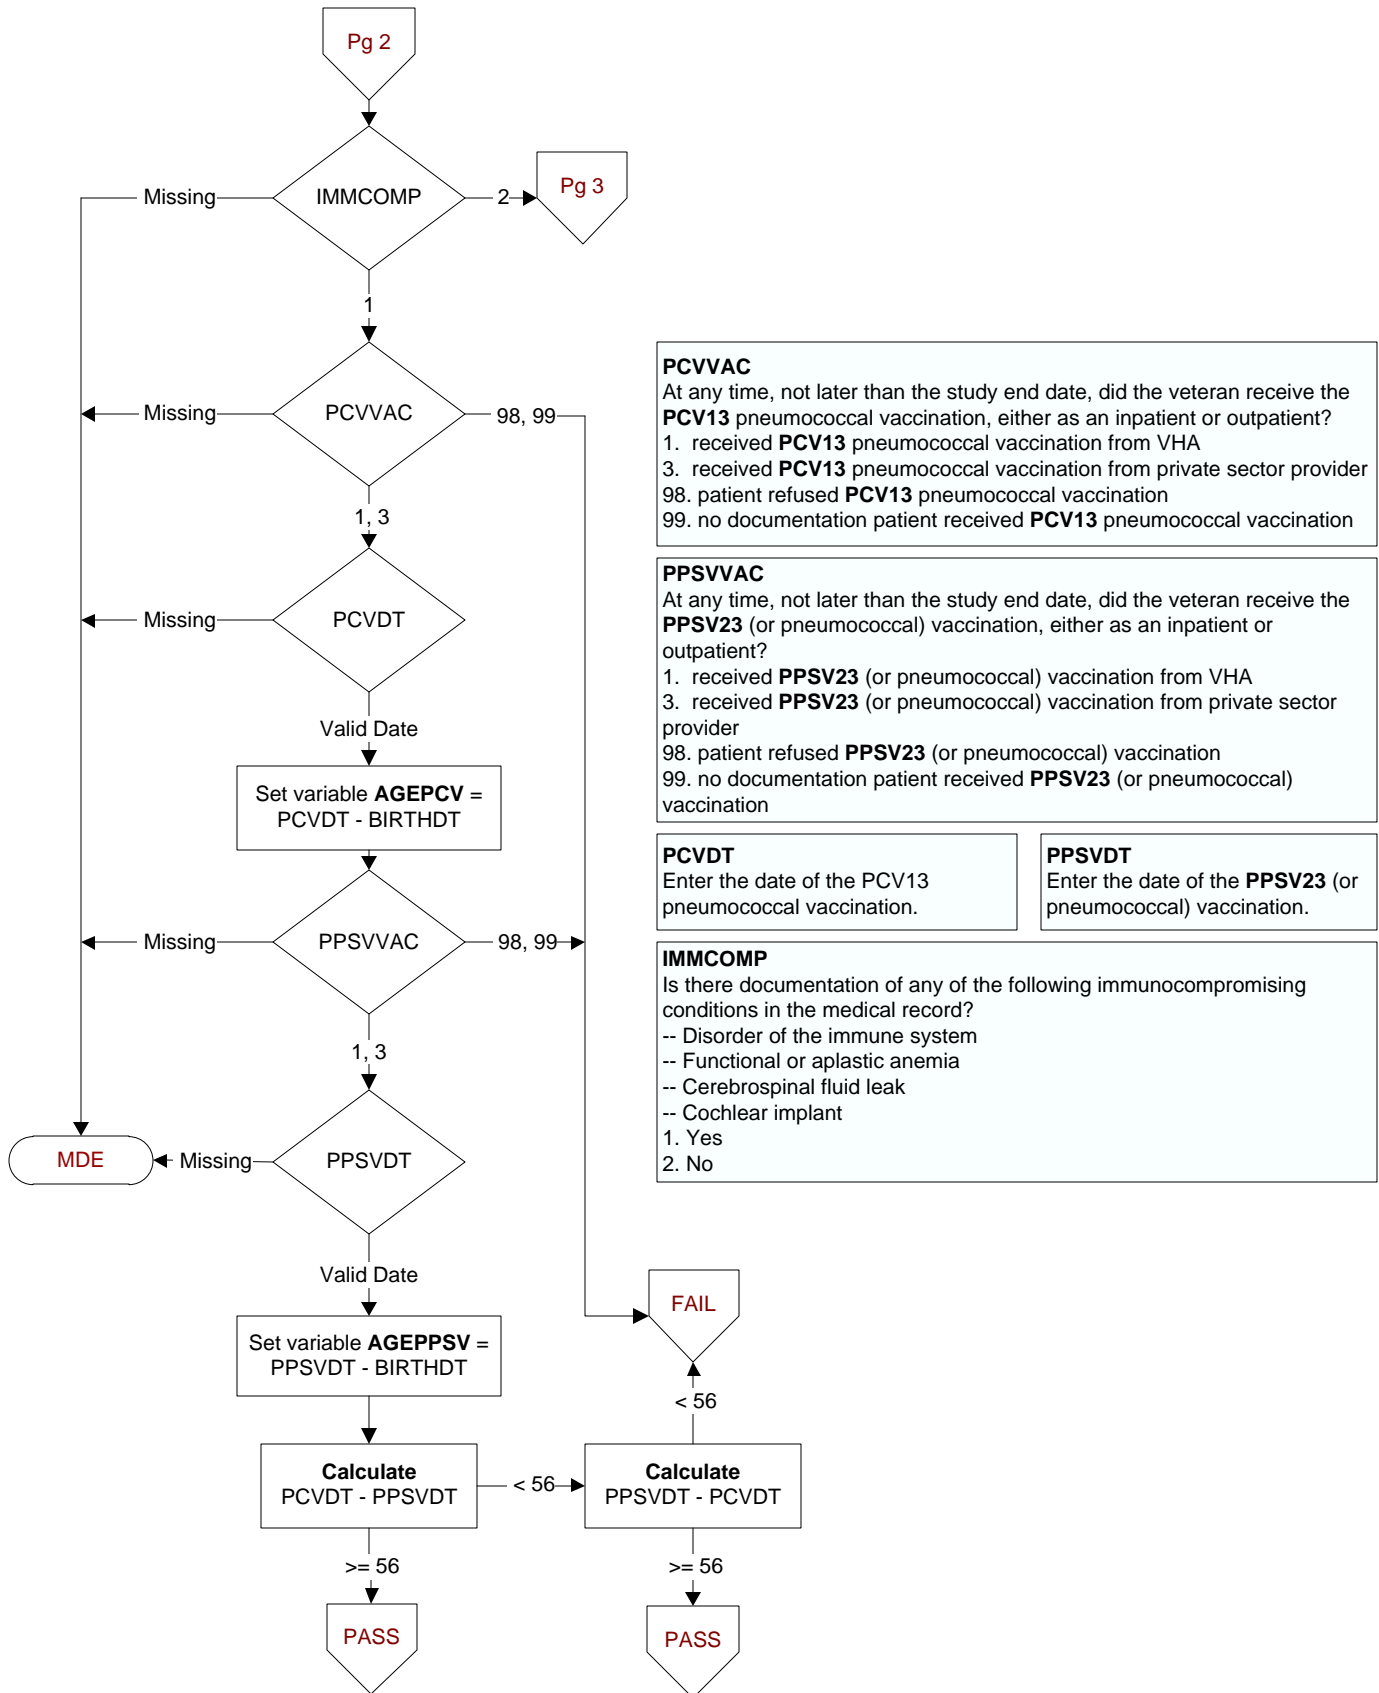 Pg 2
IMMCOMP
Missing
2
Pg 3
1
PCVVAC
Missing
98, 99
1, 3
PCVDT
Missing
Valid Date
Set variable AGEPCV =
PCVDT - BIRTHDT
PPSVVAC
Missing
98, 99
1, 3
MDE
Missing
PPSVDT
Valid Date
Set variable AGEPPSV =
PPSVDT - BIRTHDT
FAIL
< 56
Calculate
PCVDT - PPSVDT
< 56
Calculate
PPSVDT - PCVDT
>= 56
>= 56
PASS
PASS
PCVVAC
At any time, not later than the study end date, did the veteran receive the
PCV13 pneumococcal vaccination, either as an inpatient or outpatient?
1. received PCV13 pneumococcal vaccination from VHA
3. received PCV13 pneumococcal vaccination from private sector provider
98. patient refused PCV13 pneumococcal vaccination
99. no documentation patient received PCV13 pneumococcal vaccination
PPSVVAC
At any time, not later than the study end date, did the veteran receive the
PPSV23 (or pneumococcal) vaccination, either as an inpatient or
outpatient?
1. received PPSV23 (or pneumococcal) vaccination from VHA
3. received PPSV23 (or pneumococcal) vaccination from private sector
provider
98. patient refused PPSV23 (or pneumococcal) vaccination
99. no documentation patient received PPSV23 (or pneumococcal)
vaccination
PCVDT
Enter the date of the PCV13
pneumococcal vaccination.
PPSVDT
Enter the date of the PPSV23 (or
pneumococcal) vaccination.
IMMCOMP
Is there documentation of any of the following immunocompromising
conditions in the medical record?
-- Disorder of the immune system
-- Functional or aplastic anemia
-- Cerebrospinal fluid leak
-- Cochlear implant
1. Yes
2. No